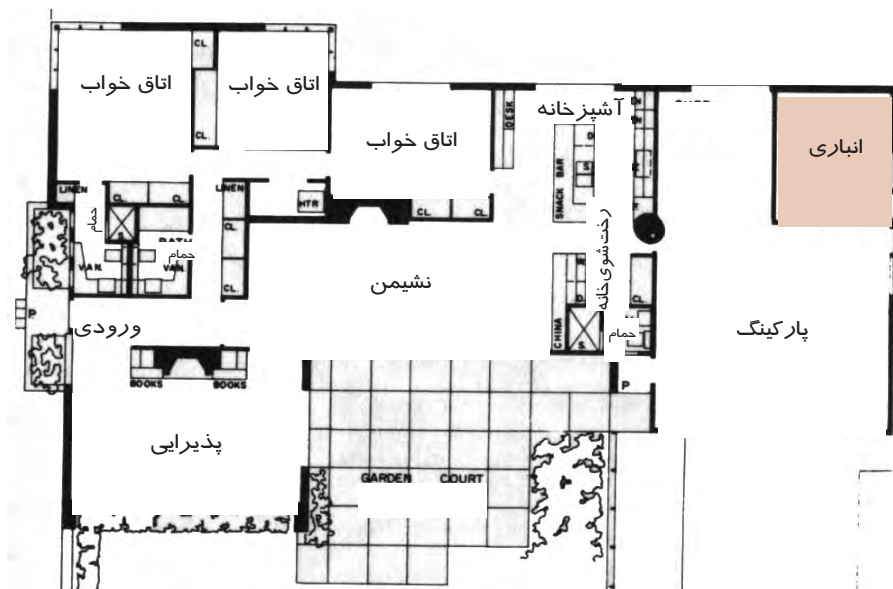 CL.
اتاق خواب
اتاق خواب
CL.
آشپزخانه
DESK
اتاق خواب
انباری
D
SNACK BAR
S
LINEN
LINEN
CL.
CL.
HTR
CL.
CL.
حمام
S
BATH
CL.
رخت‌شوی‌خانه
حمام
VAN.
VAN.
نشیمن
W
CL.
D
CL.
P
ورودی
CHINA
S.
حمام
پارکینگ
BOOKS
BOOKS
P
پذیرایی
GARDEN COURT